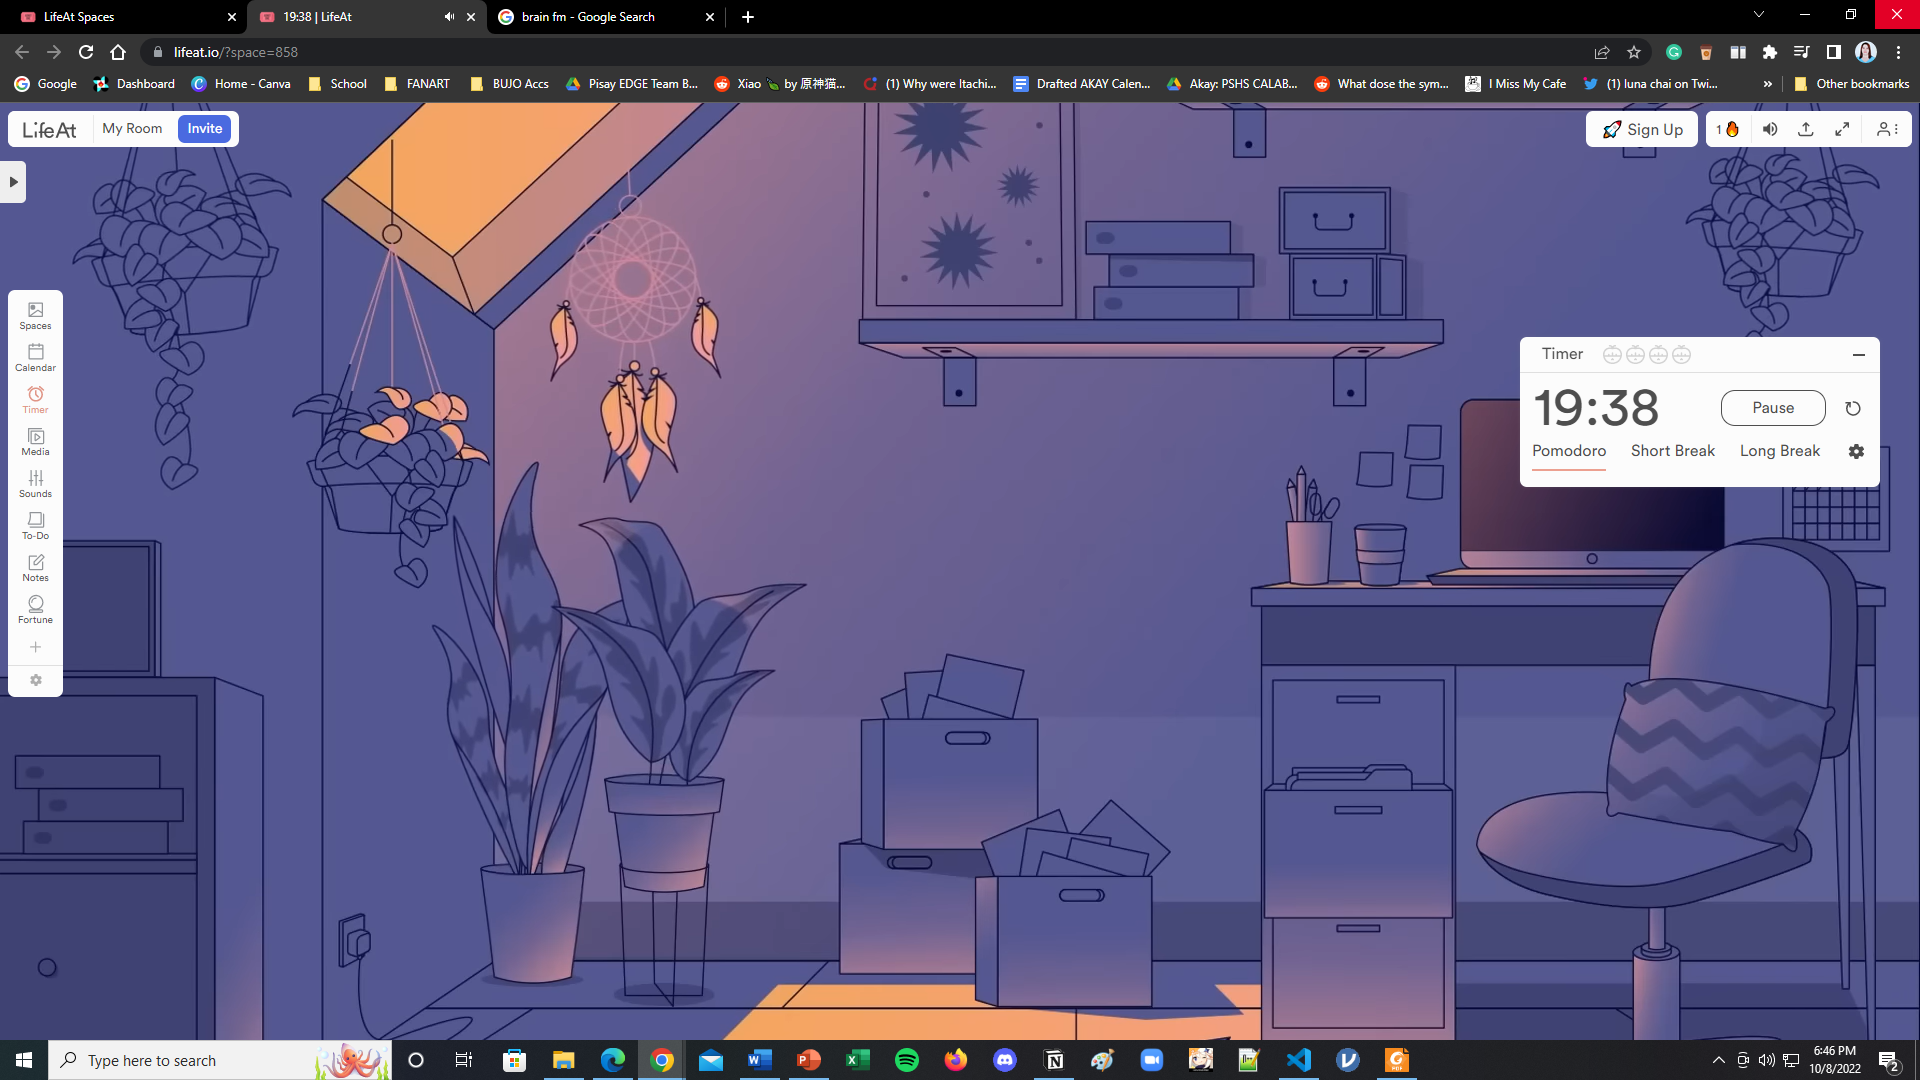 LifeAt Spaces
19:38 | LifeAt
brain fm - Google Search
lifeat.io/?space=858
Google
Dashboard
Home - Canva
School
FANART
BUJO Accs
Pisay EDGE Team B...
Xiao 🍃 by 原神猫...
(1) Why were Itachi...
Drafted AKAY Calen...
Akay: PSHS CALAB...
What dose the sym...
I Miss My Cafe
(1) luna chai on Twi...
»
Other bookmarks
LifeAt
My Room
Invite
Sign Up
1
Spaces
Calendar
Timer
Media
Sounds
To-Do
Notes
Fortune
Timer
19:38
Pause
Pomodoro
Short Break
Long Break
Type here to search
6:46 PM
10/8/2022
2